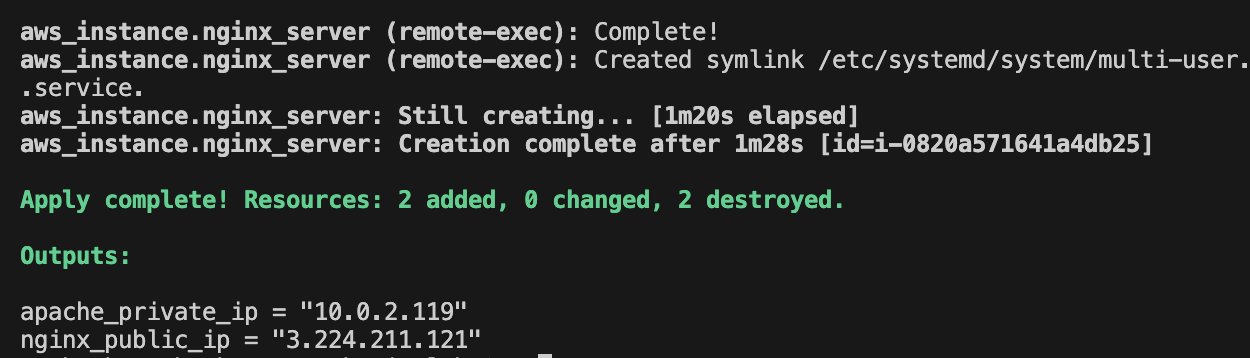 aws_instance.nginx_server (remote-exec): Complete!
aws_instance.nginx_server (remote-exec): Created symlink /etc/systemd/system/multi-user.
.service.
aws_instance.nginx_server: Still creating... [1m20s elapsed]
aws_instance.nginx_server: Creation complete after 1m28s [id=i-0820a571641a4db25]
Apply complete! Resources: 2 added, 0 changed, 2 destroyed.
Outputs:
apache_private_ip = "10.0.2.119"
nginx_public_ip = "3.224.211.121"